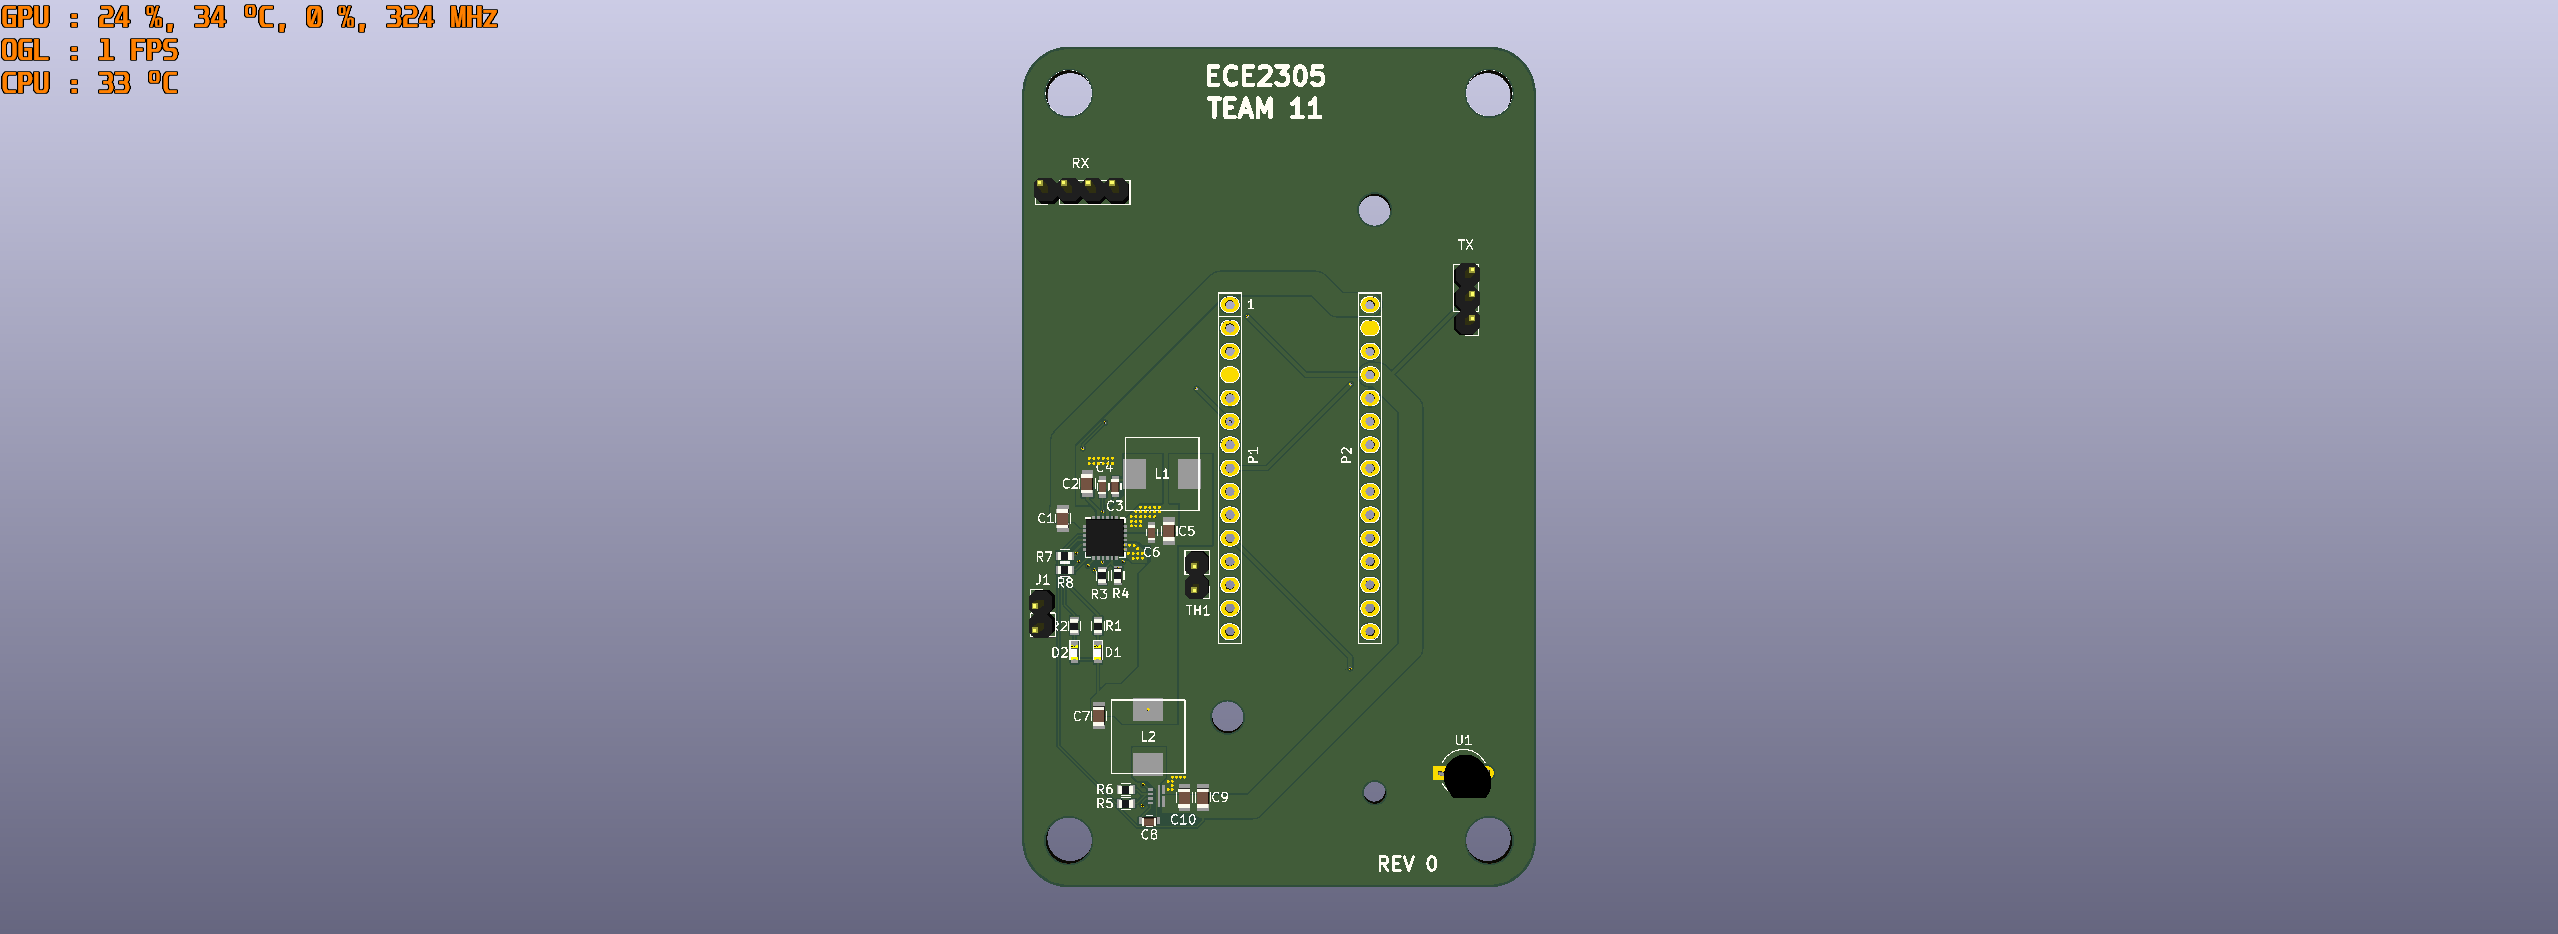 GPU : 24 %, 34 ºC, 0 %, 324 MHz
OGL : 1 FPS
CPU : 33 ºC
ECE2305
TEAM 11
RX
TX
1
P1
P2
C4
C2
L1
C3
C1
C5
C6
R7
R8
J1
R3
R4
TH1
R1
D2
D1
C7
L2
U1
R6
R5
C9
C10
C8
REV 0